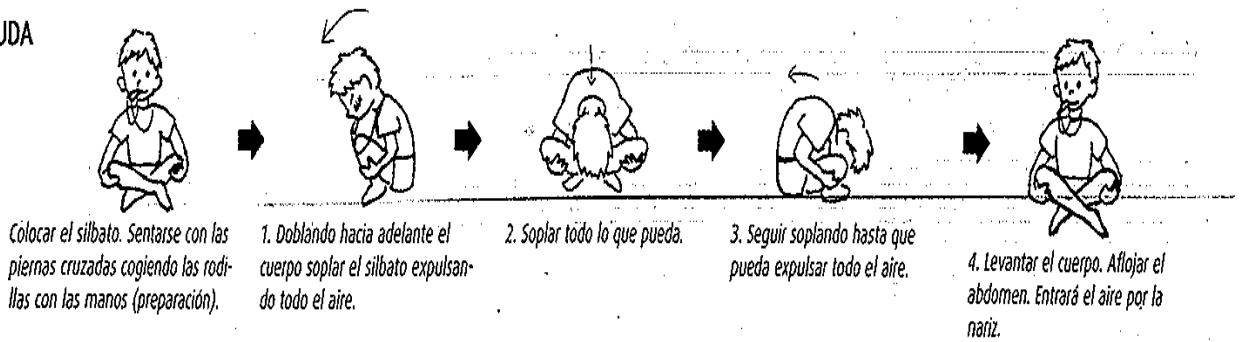 UDA
Colocar el silbato. Sentarse con las
piernas cruzadas cogiendo las rodi-
llas con las manos (preparación).
1. Doblando hacia adelante el
cuerpo soplar el silbato expulsan-
do todo el aire.
2. Soplar todo lo que pueda.
3. Seguir soplando hasta que
pueda expulsar todo el aire.
4. Levantar el cuerpo. Aflojar el
abdomen. Entrará el aire por la
nariz.